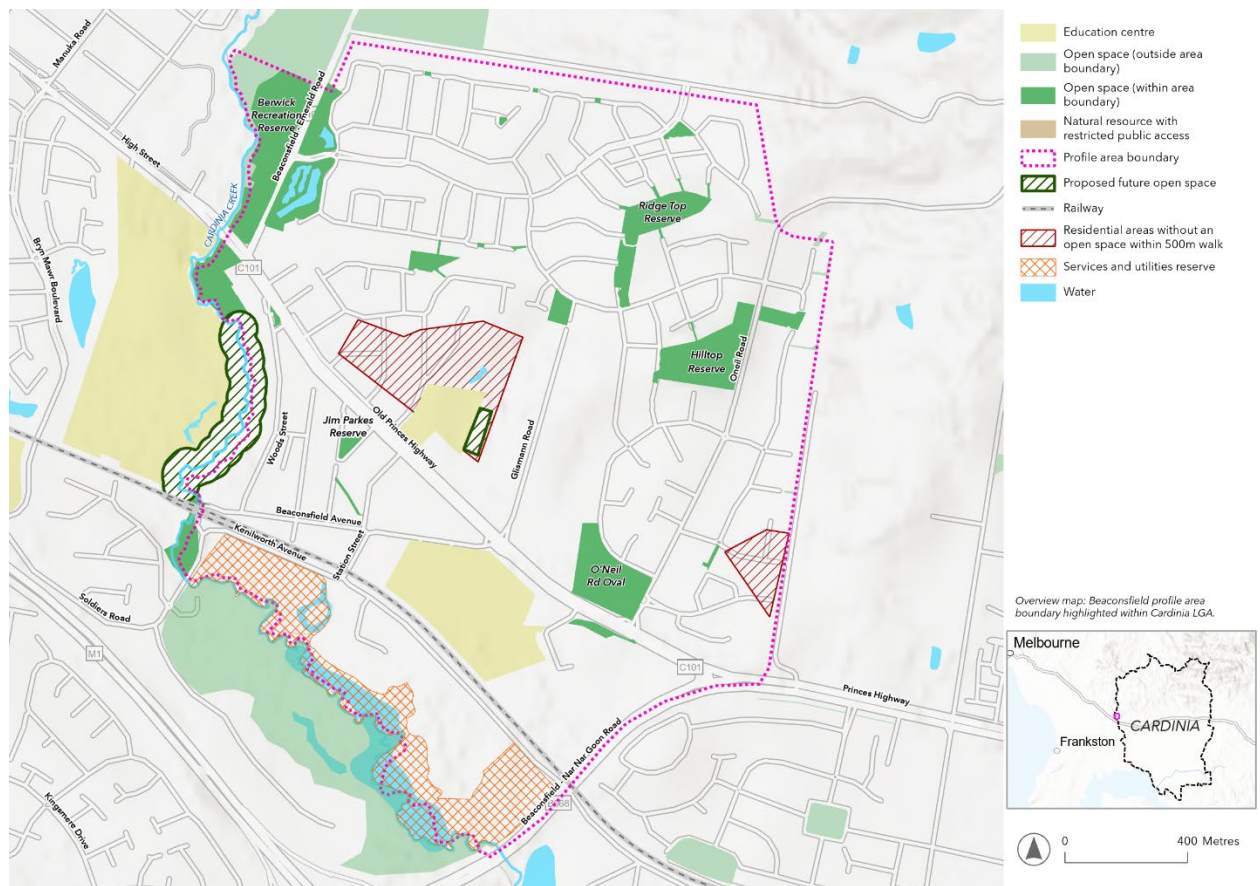 Manuka Road
High Street
Bryn Mawr Boulevard
CARDINIA CREEK
Berwick
Recreation
Reserve
Beaconsfield - Emerald Road
C101
Ridge Top
Reserve
Hilltop
Reserve
Oneil Road
Woods Street
Jim Parkes
Reserve
Old Princes Highway
Glismann Road
Beaconsfield Avenue
Kenilworth Avenue
Station Street
O'Neil
Rd Oval
Soldiers Road
M1
C101
Princes Highway
Beaconsfield - Nar Nar Goon Road
Kingsmere Drive
Education centre
Open space (outside area
boundary)
Open space (within area
boundary)
Natural resource with
restricted public access
Profile area boundary
Proposed future open space
Railway
Residential areas without an
open space within 500m walk
Services and utilities reserve
Water
Overview map: Beaconsfield profile area
boundary highlighted within Cardinia LGA.
Melbourne
CARDINIA
Frankston
0 400 Metres